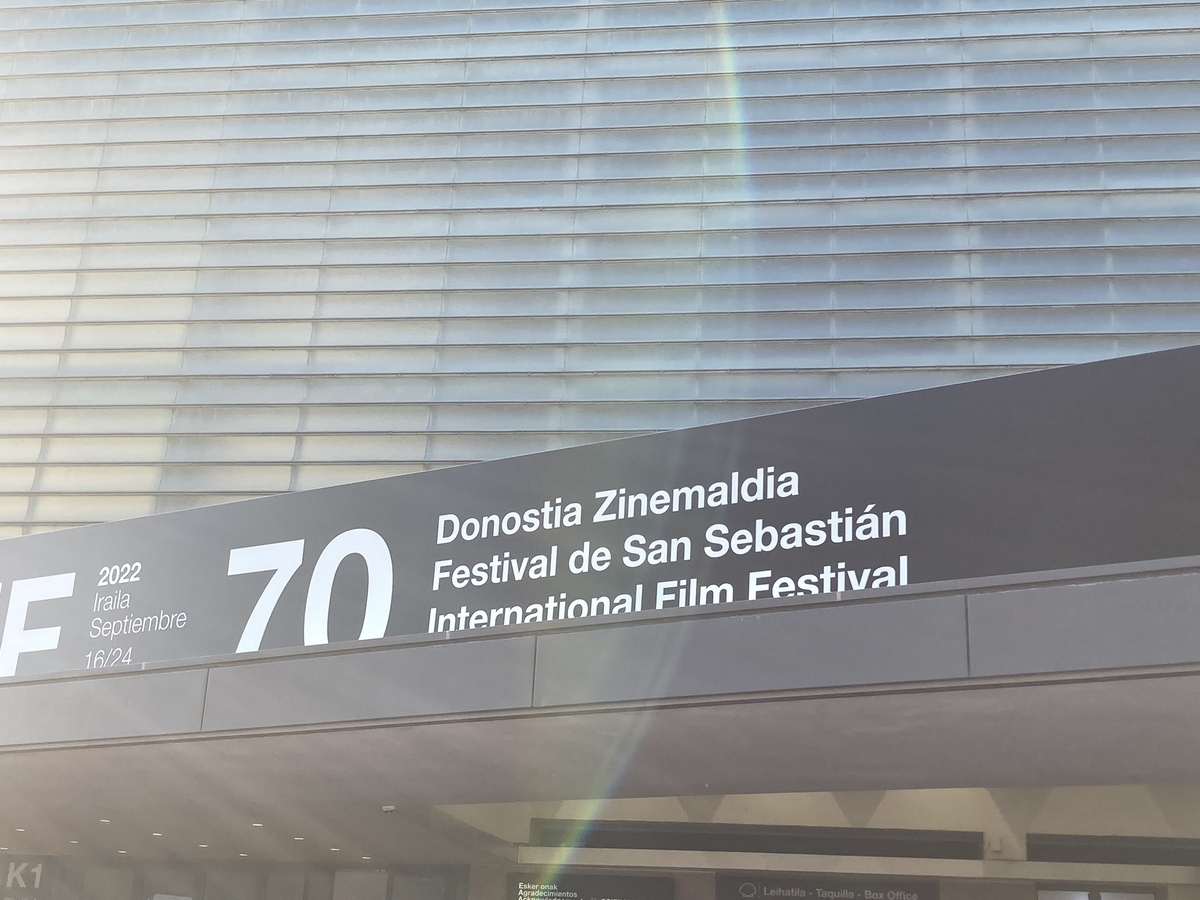 F
2022
Iraila
Septiembre
16/24
70
Donostia Zinemaldia
Festival de San Sebastián
International Film Festival
K1
Esker onak
Agradecimientos
Leihatila - Taquilla - Box Office